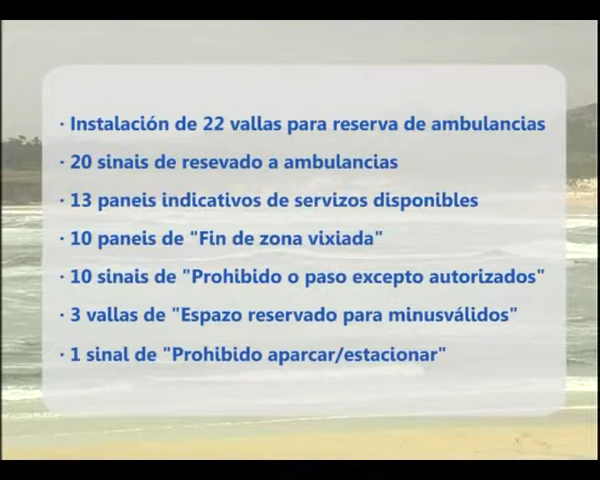 · Instalación de 22 vallas para reserva de ambulancias
· 20 sinais de resevado a ambulancias
· 13 paneis indicativos de servizos disponibles
· 10 paneis de "Fin de zona vixiada"
· 10 sinais de "Prohibido o paso excepto autorizados"
· 3 vallas de "Espazo reservado para minusválidos"
· 1 sinal de "Prohibido aparcar/estacionar"